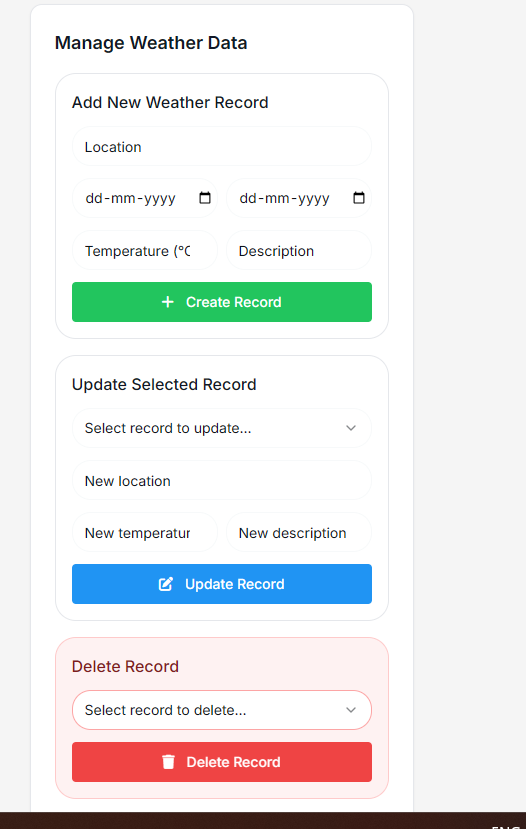 Manage Weather Data
Add New Weather Record
Location
dd-mm-yyyy dd-mm-yyyy
Temperature (°C Description
Create Record
Update Selected Record
Select record to update...
New location
New temperatur New description
Update Record
Delete Record
Select record to delete...
Delete Record